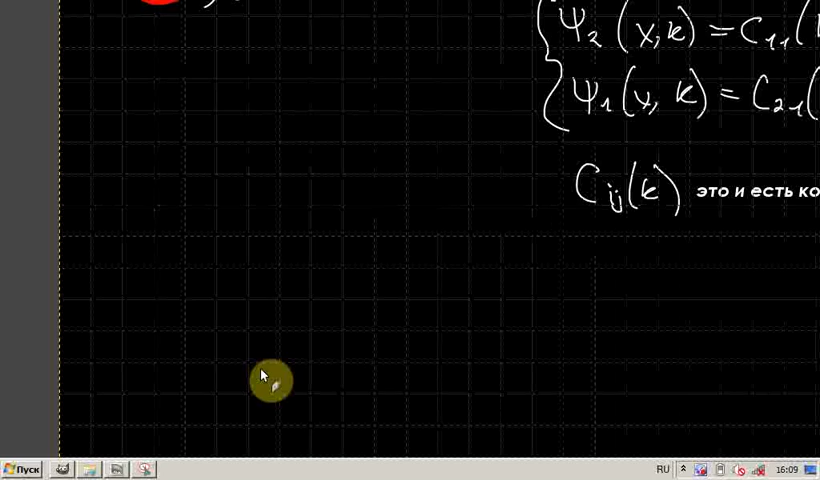 ψ₂(x, k) = C₁₁(
ψ₁(x, k) = C₂₁(
Cᵢⱼ(k) это и есть ко
Пуск RU 16:09